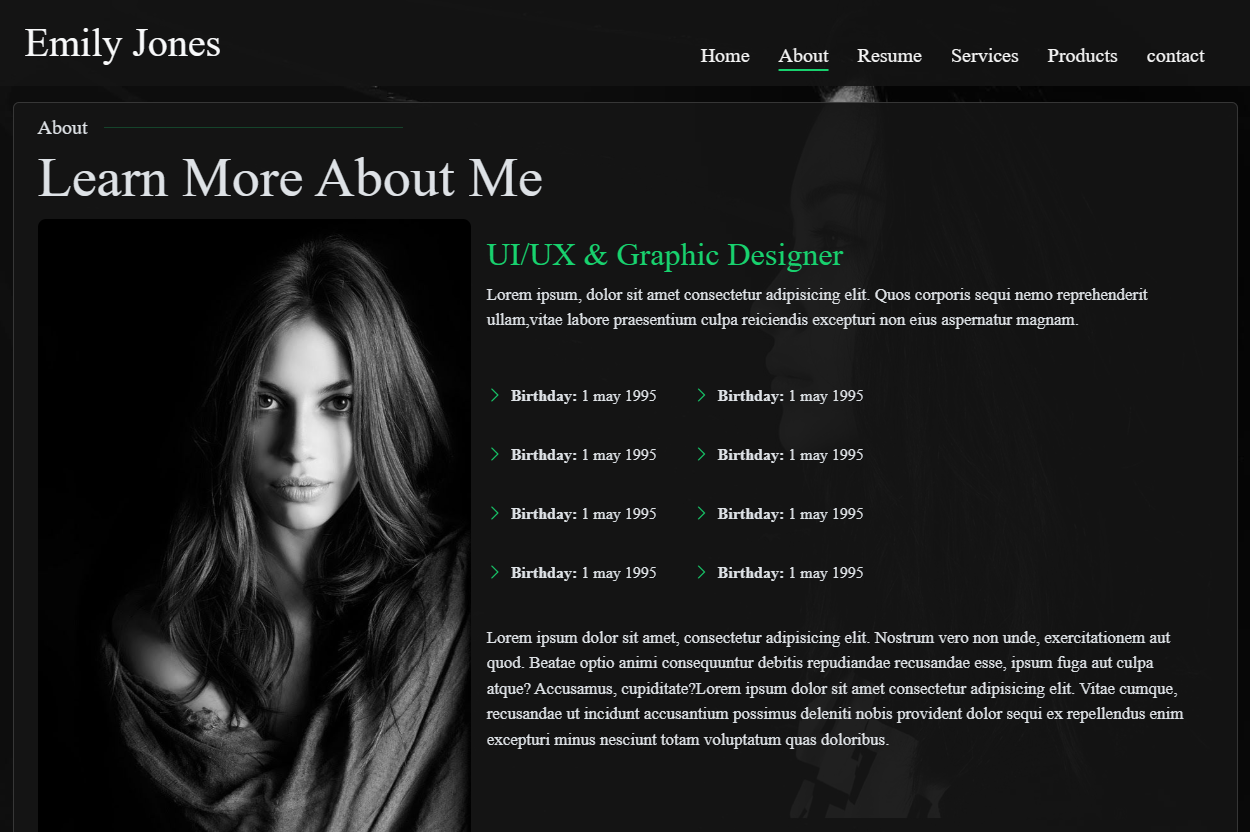 Emily Jones
Home About Resume Services Products contact
About
Learn More About Me
UI/UX & Graphic Designer
Lorem ipsum, dolor sit amet consectetur adipisicing elit. Quos corporis sequi nemo reprehenderit
ullam,vitae labore praesentium culpa reiciendis excepturi non eius aspernatur magnam.
Birthday: 1 may 1995 Birthday: 1 may 1995
Birthday: 1 may 1995 Birthday: 1 may 1995
Birthday: 1 may 1995 Birthday: 1 may 1995
Birthday: 1 may 1995 Birthday: 1 may 1995
Lorem ipsum dolor sit amet, consectetur adipisicing elit. Nostrum vero non unde, exercitationem aut
quod. Beatae optio animi consequuntur debitis repudiandae recusandae esse, ipsum fuga aut culpa
atque? Accusamus, cupiditate?Lorem ipsum dolor sit amet consectetur adipisicing elit. Vitae cumque,
recusandae ut incidunt accusantium possimus deleniti nobis provident dolor sequi ex repellendus enim
excepturi minus nesciunt totam voluptatum quas doloribus.